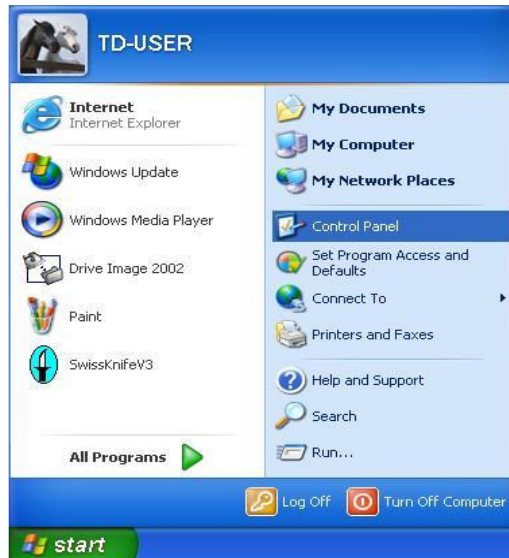 TD-USER
Internet
Internet Explorer
Windows Update
Windows Media Player
Drive Image 2002
Paint
SwissKnifeV3
All Programs
My Documents
My Computer
My Network Places
Control Panel
Set Program Access and
Defaults
Connect To
Printers and Faxes
Help and Support
Search
Run...
Log Off
Turn Off Computer
start